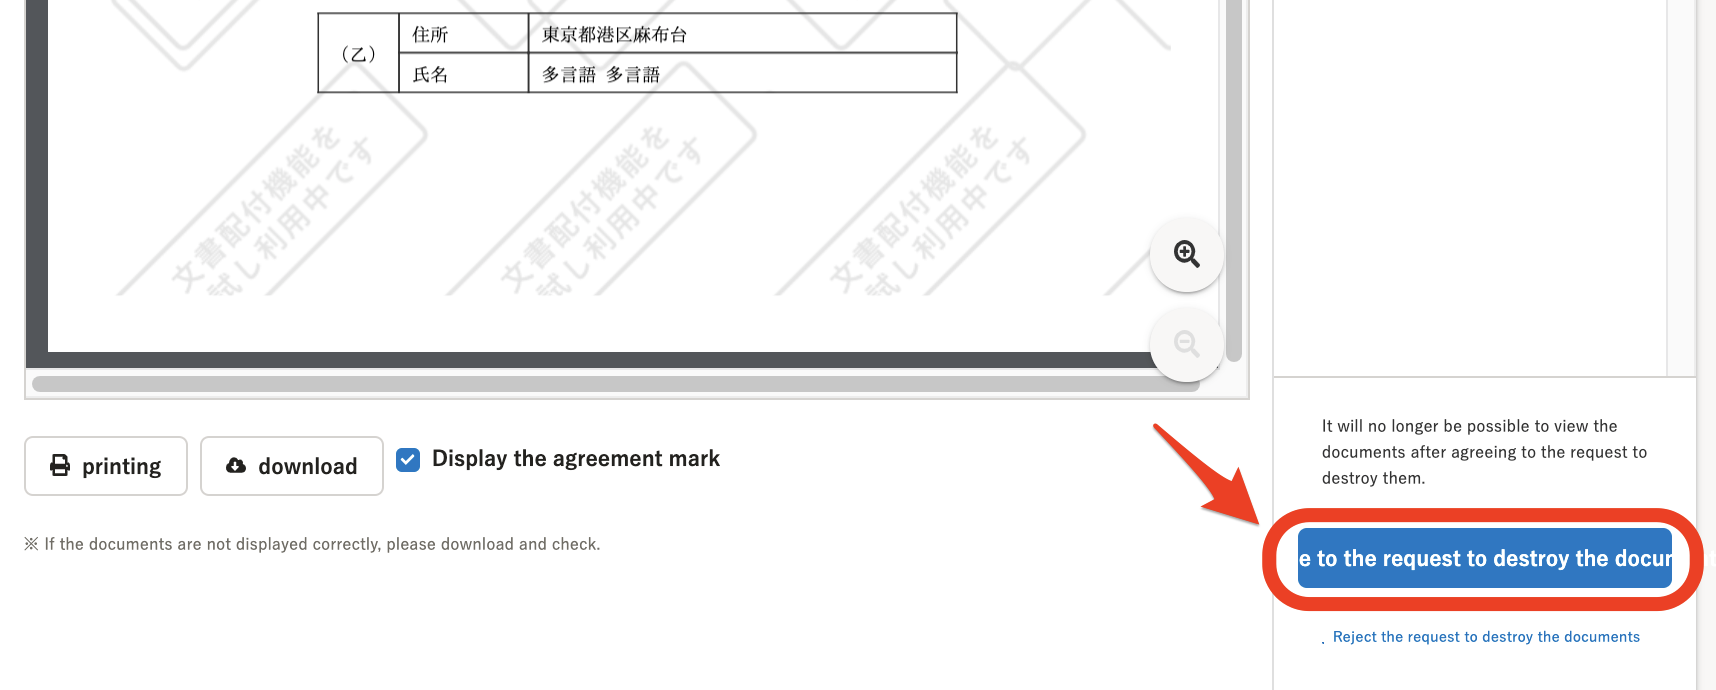 (乙)
住所
東京都港区麻布台
氏名
多言語 多言語
文書配付機能を
試し利用中です
文書配付機能を
試し利用中です
文書配付機能を
試し利用中です
printing
download
Display the agreement mark
※ If the documents are not displayed correctly, please download and check.
It will no longer be possible to view the
documents after agreeing to the request to
destroy them.
e to the request to destroy the docu
. Reject the request to destroy the documents